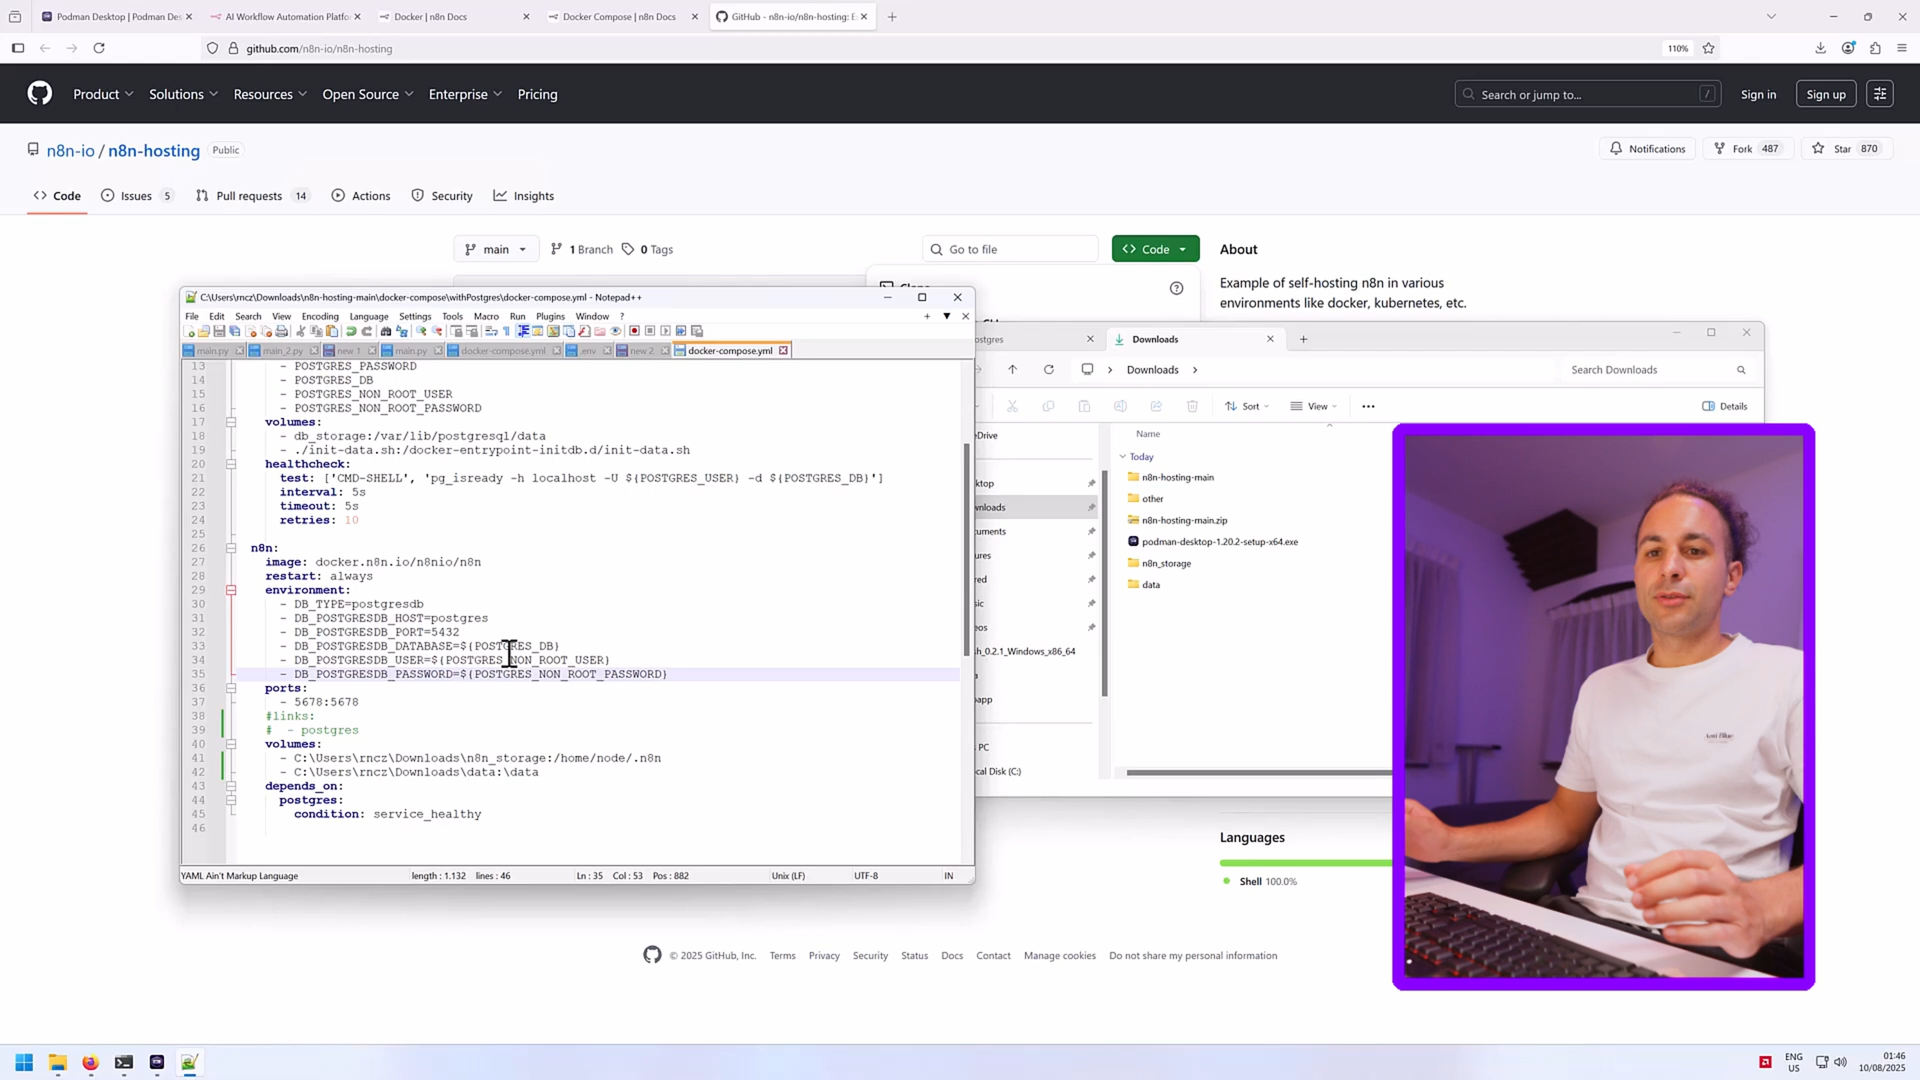 Podman Desktop | Podman Des
AI Workflow Automation Platfo
Docker | n8n Docs
Docker Compose | n8n Docs
GitHub - n8n-io/n8n-hosting: E
github.com/n8n-io/n8n-hosting
110%
Product
Solutions
Resources
Open Source
Enterprise
Pricing
Search or jump to...
/
Sign in
Sign up
n8n-io / n8n-hosting
Public
Notifications
Fork 487
Star 870
Code
Issues 5
Pull requests 14
Actions
Security
Insights
main
1 Branch
0 Tags
Go to file
Code
About
Example of self-hosting n8n in various
environments like docker, kubernetes, etc.
C:\Users\rncz\Downloads\n8n-hosting-main\docker-compose\withPostgres\docker-compose.yml - Notepad++
File Edit Search View Encoding Language Settings Tools Macro Run Plugins Window ?
main.py
main_2.py
new 1
main.py
docker-compose.yml
.env
new 2
docker-compose.yml
13 - POSTGRES_PASSWORD
14 - POSTGRES_DB
15 - POSTGRES_NON_ROOT_USER
16 - POSTGRES_NON_ROOT_PASSWORD
17 volumes:
18 - db_storage:/var/lib/postgresql/data
19 - ./init-data.sh:/docker-entrypoint-initdb.d/init-data.sh
20 healthcheck:
21 test: ['CMD-SHELL', 'pg_isready -h localhost -U ${POSTGRES_USER} -d ${POSTGRES_DB}']
22 interval: 5s
23 timeout: 5s
24 retries: 10
25
26 n8n:
27 image: docker.n8n.io/n8nio/n8n
28 restart: always
29 environment:
30 - DB_TYPE=postgresdb
31 - DB_POSTGRESDB_HOST=postgres
32 - DB_POSTGRESDB_PORT=5432
33 - DB_POSTGRESDB_DATABASE=${POSTGRES_DB}
34 - DB_POSTGRESDB_USER=${POSTGRES_NON_ROOT_USER}
35 - DB_POSTGRESDB_PASSWORD=${POSTGRES_NON_ROOT_PASSWORD}
36 ports:
37 - 5678:5678
38 #links:
39 # - postgres
40 volumes:
41 - C:\Users\rncz\Downloads\n8n_storage:/home/node/.n8n
42 - C:\Users\rncz\Downloads\data:\data
43 depends_on:
44 postgres:
45 condition: service_healthy
46
YAML Ain't Markup Language
length : 1.132 lines : 46
Ln : 35 Col : 53 Pos : 882
Unix (LF)
UTF-8
IN
ostgres
Downloads
Downloads
Search Downloads
Sort
View
Details
eDrive
ktop
wnloads
cuments
ures
sic
eos
sh_0.2.1_Windows_x86_64
PC
cal Disk (C:)
Name
Today
n8n-hosting-main
other
n8n-hosting-main.zip
podman-desktop-1.20.2-setup-x64.exe
n8n_storage
data
Languages
Shell 100.0%
© 2025 GitHub, Inc.
Terms
Privacy
Security
Status
Docs
Contact
Manage cookies
Do not share my personal information
ENG
US
01:46
10/08/2025